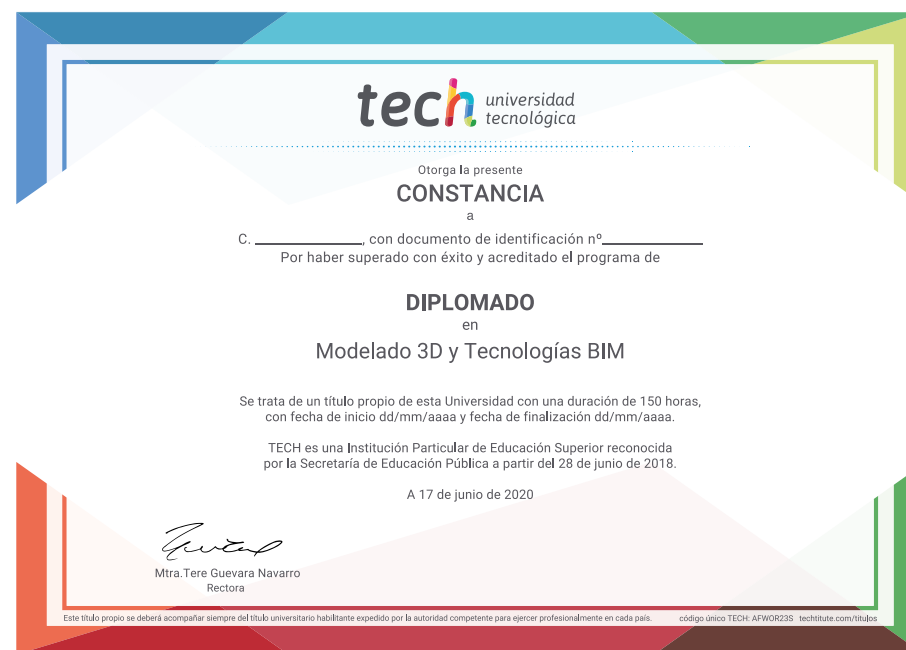 tech universidad
tecnológica
Otorga la presente
CONSTANCIA
a
C. ____________, con documento de identificación nº____________
Por haber superado con éxito y acreditado el programa de
DIPLOMADO
en
Modelado 3D y Tecnologías BIM
Se trata de un título propio de esta Universidad con una duración de 150 horas,
con fecha de inicio dd/mm/aaaa y fecha de finalización dd/mm/aaaa.
TECH es una Institución Particular de Educación Superior reconocida
por la Secretaría de Educación Pública a partir del 28 de junio de 2018.
A 17 de junio de 2020
Mtra.Tere Guevara Navarro
Rectora
Este título propio se deberá acompañar siempre del título universitario habilitante expedido por la autoridad competente para ejercer profesionalmente en cada país. código único TECH: AFWOR23S techtitute.com/titulos